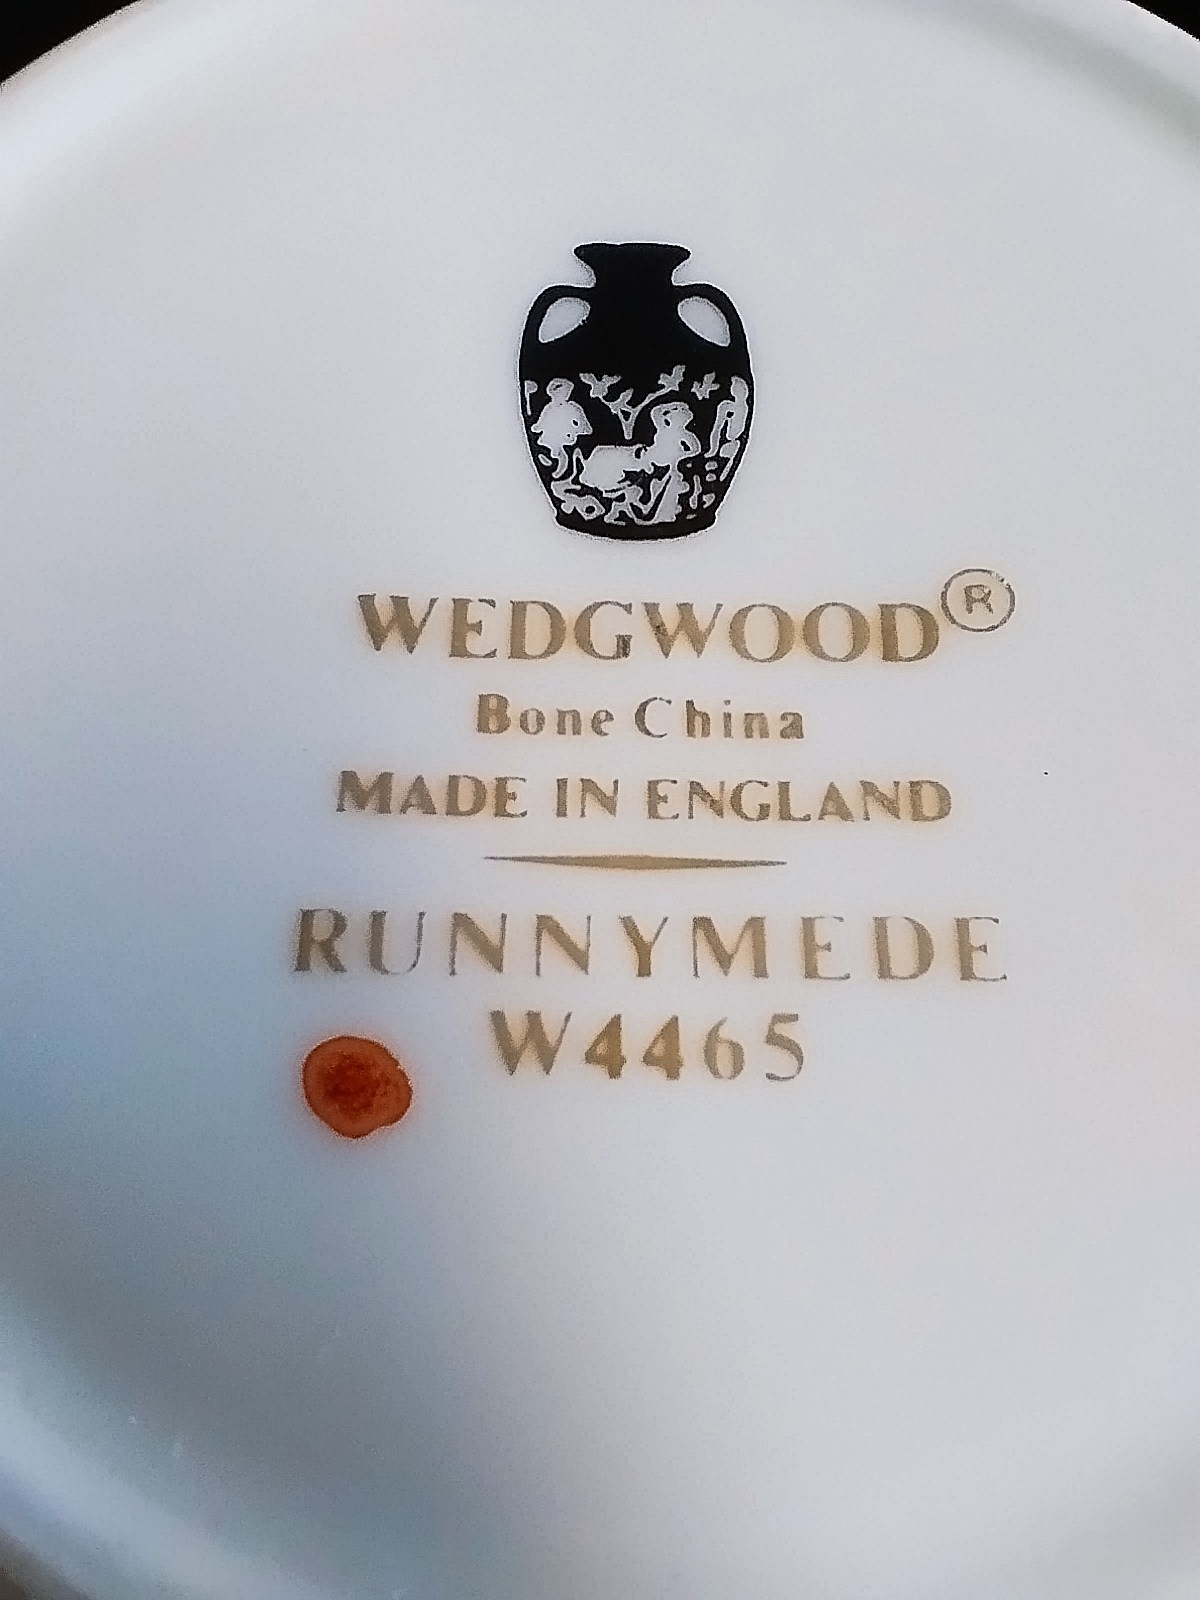 WEDGWOOD®
Bone China
MADE IN ENGLAND
RUNNYMEDE
W4465